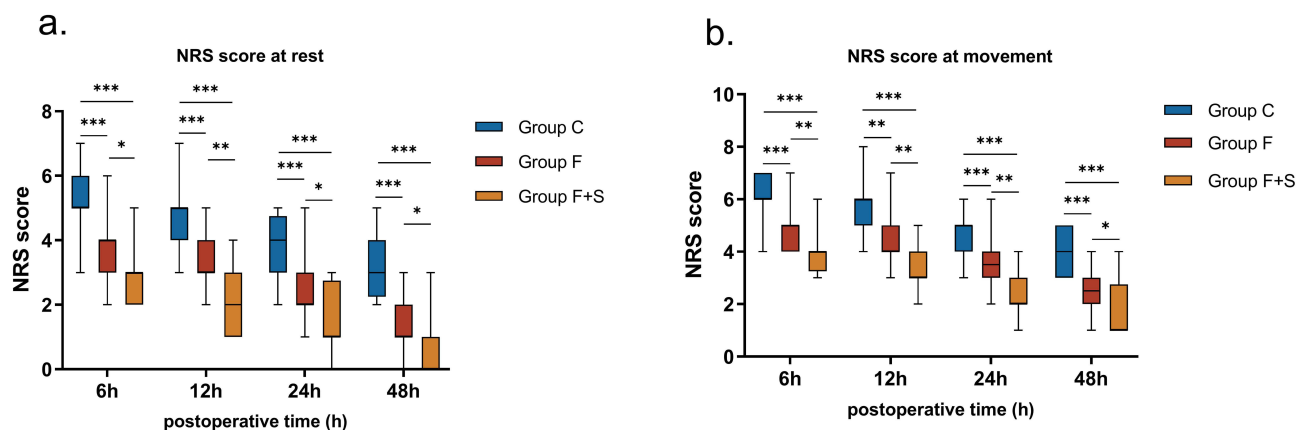 a.
NRS score at rest
NRS score
8
6
4
2
0
***
***
*
***
***
**
***
***
*
***
***
*
6h
12h
24h
48h
postoperative time (h)
Group C
Group F
Group F+S
b.
NRS score at movement
NRS score
10
8
6
4
2
0
***
**
***
***
**
**
***
***
**
***
***
*
6h
12h
24h
48h
postoperative time (h)
Group C
Group F
Group F+S